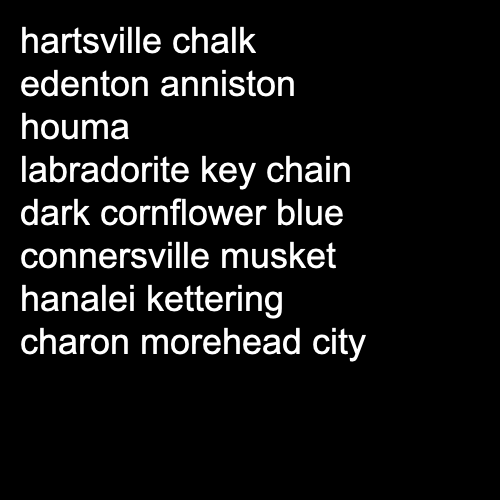 hartsville chalk
edenton anniston
houma
labradorite key chain
dark cornflower blue
connersville musket
hanalei kettering
charon morehead city